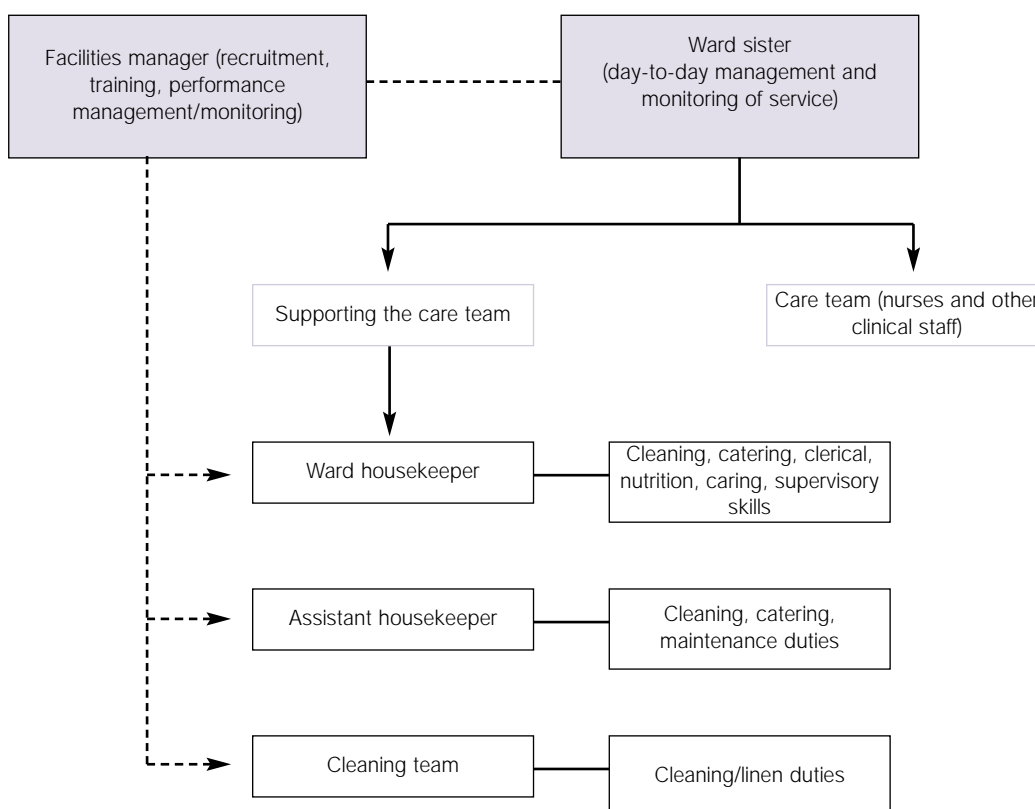 Facilities manager (recruitment,
training, performance
management/monitoring)
Ward sister
(day-to-day management and
monitoring of service)
Supporting the care team
Care team (nurses and other
clinical staff)
Ward housekeeper
Cleaning, catering, clerical,
nutrition, caring, supervisory
skills
Assistant housekeeper
Cleaning, catering,
maintenance duties
Cleaning team
Cleaning/linen duties